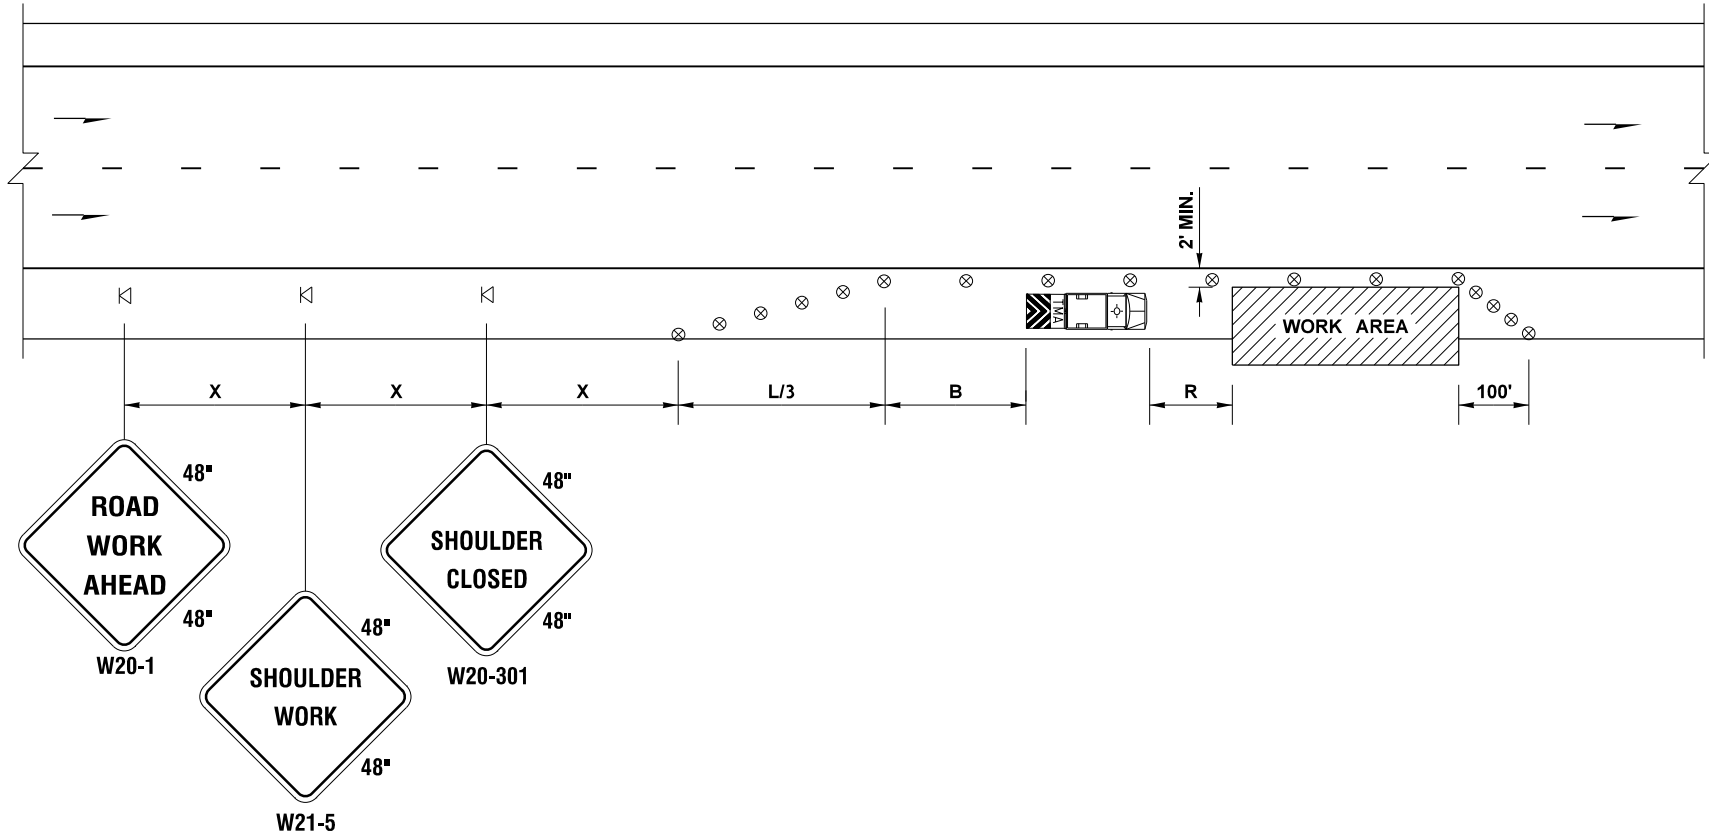 2' MIN.
TMA
WORK AREA
X
X
X
L/3
B
R
100'
ROAD
WORK
AHEAD
48"
48"
W20-1
SHOULDER
WORK
48"
48"
W21-5
SHOULDER
CLOSED
48"
48"
W20-301